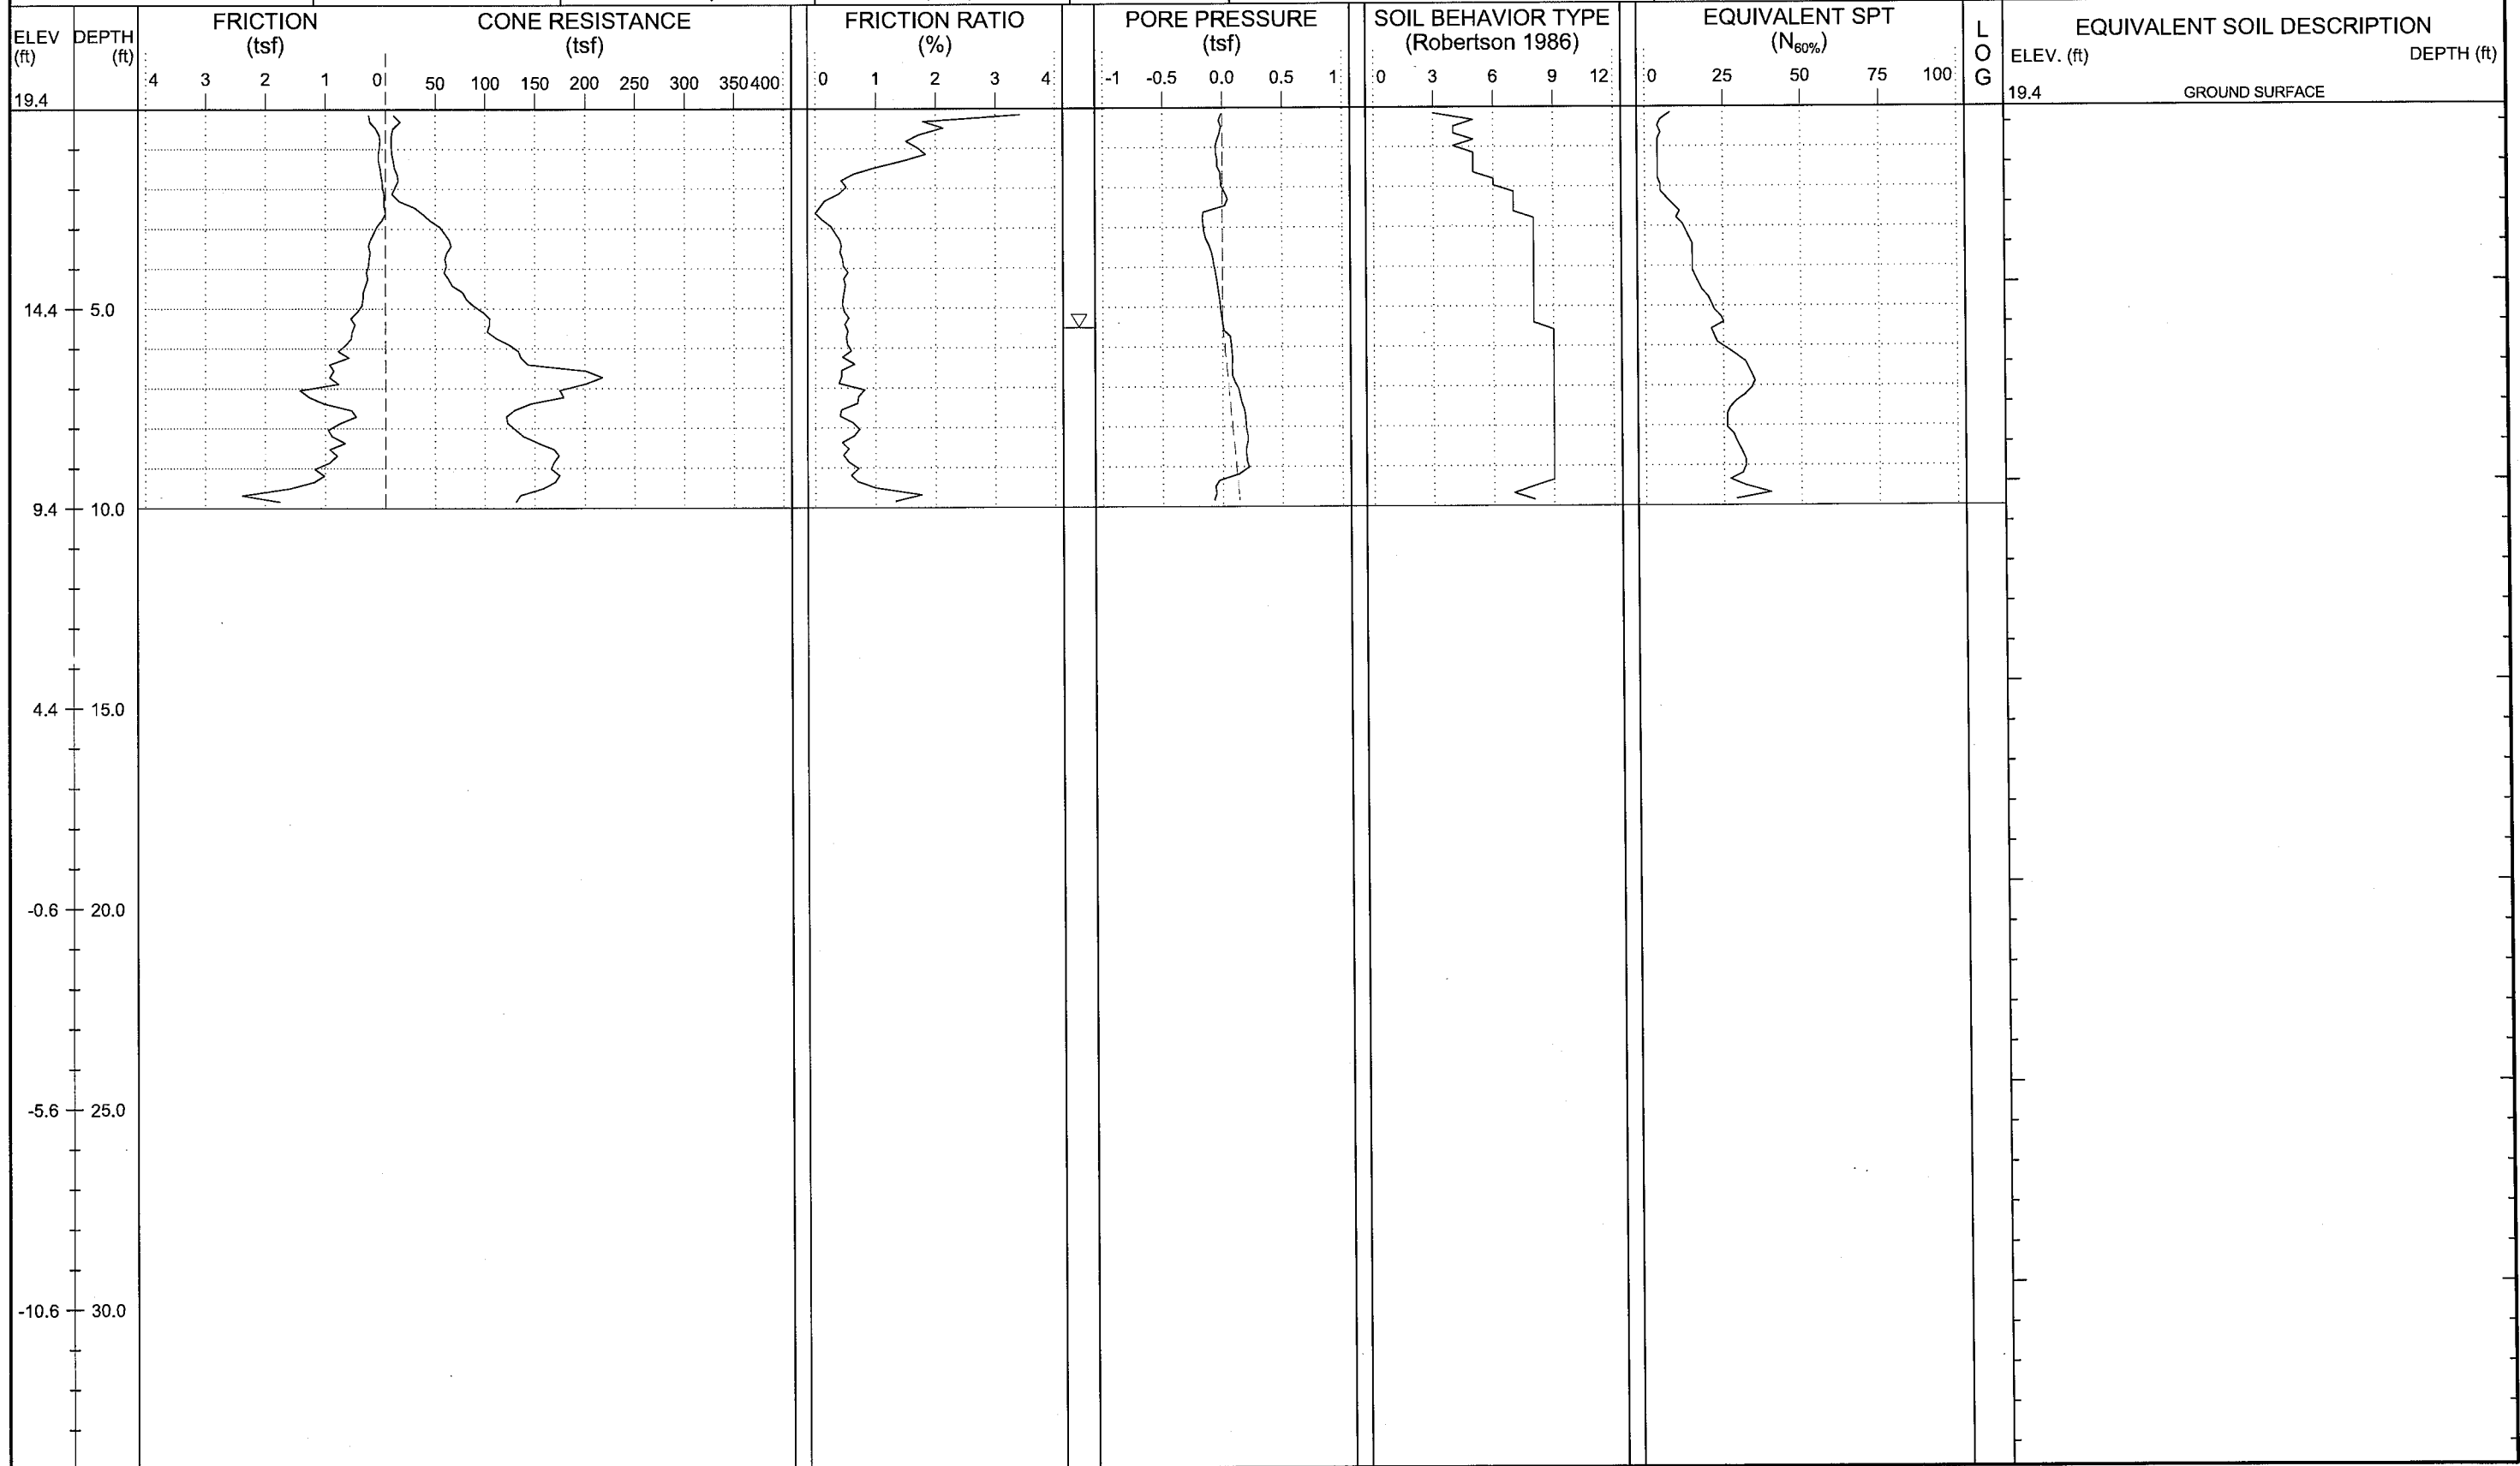 ELEV (ft)
DEPTH (ft)
FRICTION (tsf)
CONE RESISTANCE (tsf)
FRICTION RATIO (%)
PORE PRESSURE (tsf)
SOIL BEHAVIOR TYPE (Robertson 1986)
EQUIVALENT SPT (N60%)
LOG
EQUIVALENT SOIL DESCRIPTION
ELEV. (ft) DEPTH (ft)
4 3 2 1 0 50 100 150 200 250 300 350 400
0 1 2 3 4
-1 -0.5 0.0 0.5 1
0 3 6 9 12
0 25 50 75 100
19.4
19.4 GROUND SURFACE
14.4 5.0
9.4 10.0
4.4 15.0
-0.6 20.0
-5.6 25.0
-10.6 30.0